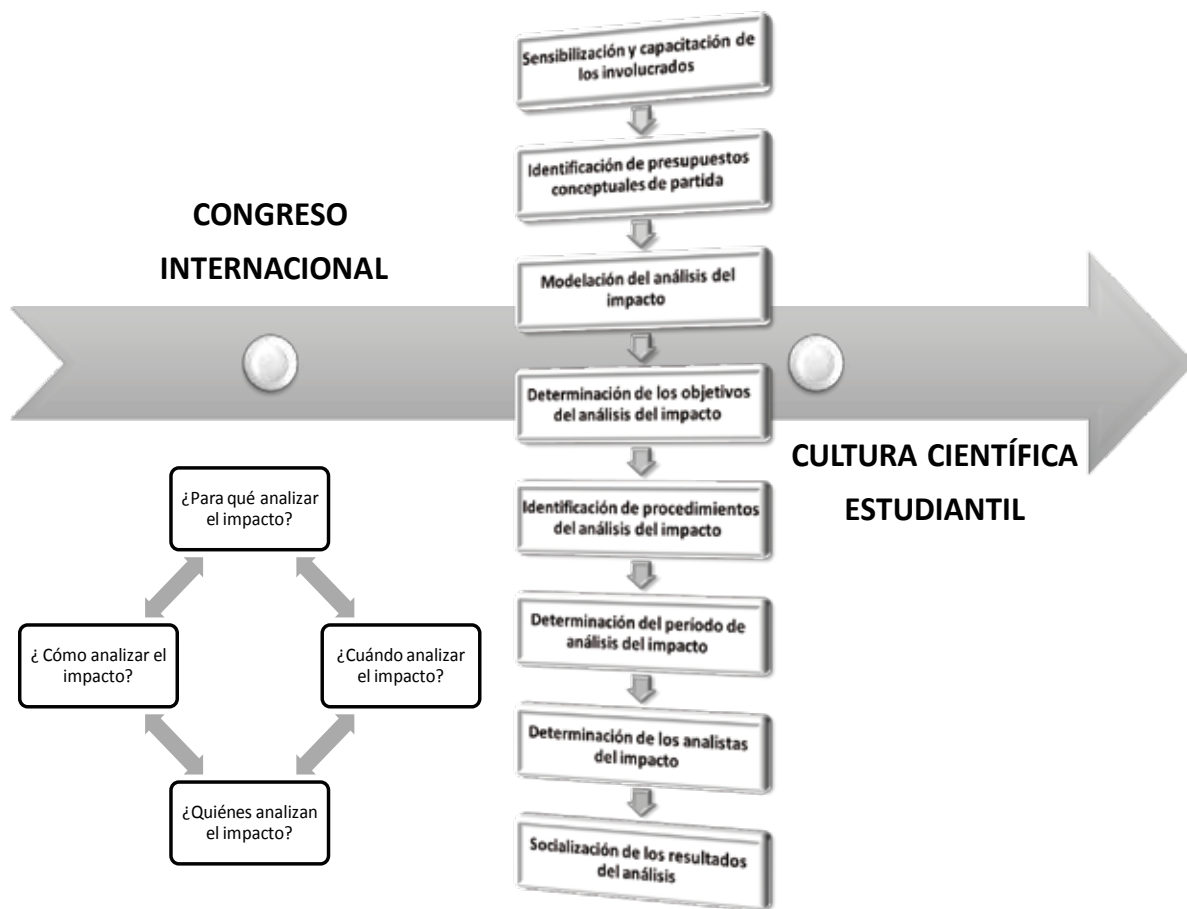 Sensibilización y capacitación de
los involucrados
Identificación de presupuestos
conceptuales de partida
CONGRESO
INTERNACIONAL
Modelación del análisis del
impacto
Determinación de los objetivos
del análisis del impacto
CULTURA CIENTÍFICA
ESTUDIANTIL
¿Para qué analizar
el impacto?
¿ Cómo analizar el
impacto?
¿Cuándo analizar
el impacto?
¿Quiénes analizan
el impacto?
Identificación de procedimientos
del análisis del impacto
Determinación del período de
análisis del impacto
Determinación de los analistas
del impacto
Socialización de los resultados
del análisis